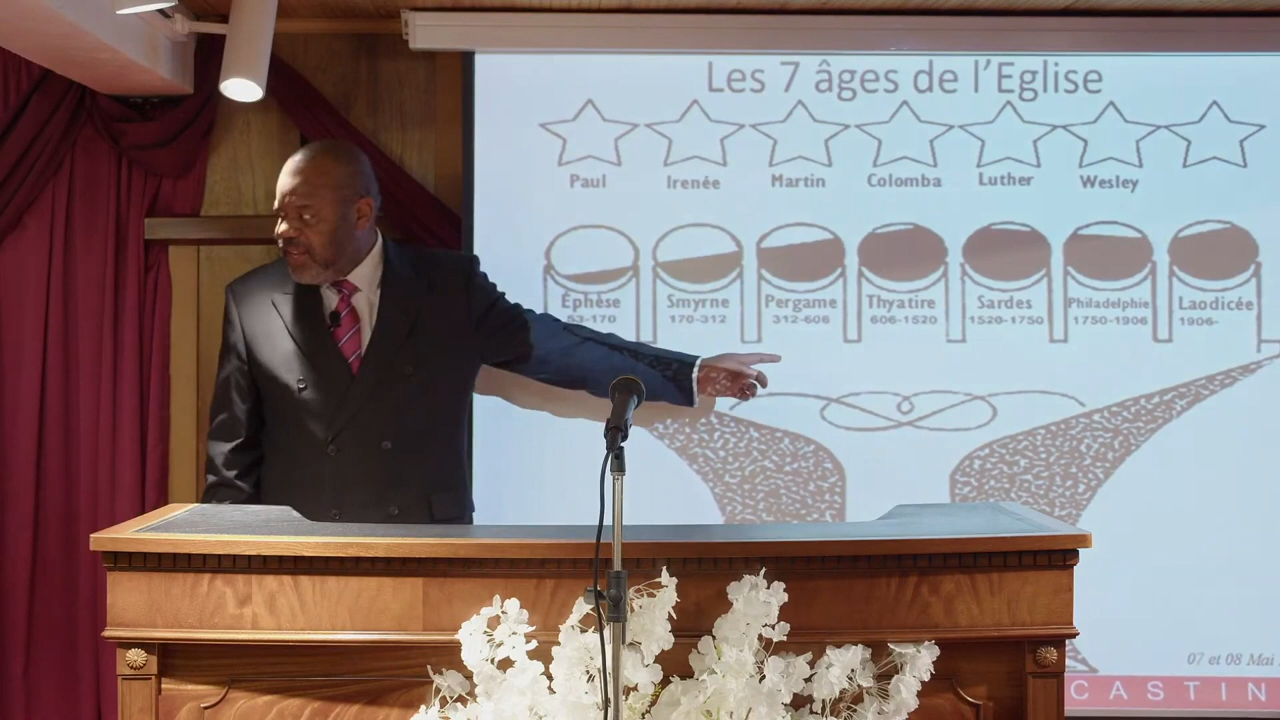 Les 7 âges de l'Eglise
Paul Irenée Martin Colomba Luther Wesley
Éphèse Smyrne Pergame Thyatire Sardes Philadelphie Laodicée
53-170 170-312 312-606 606-1520 1520-1750 1750-1906 1906-
07 et 08 Mai
CASTIN